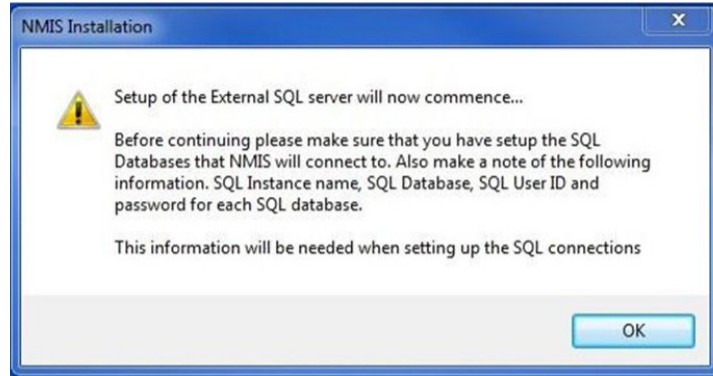 NMIS Installation
Setup of the External SQL server will now commence...
Before continuing please make sure that you have setup the SQL
Databases that NMIS will connect to. Also make a note of the following
information. SQL Instance name, SQL Database, SQL User ID and
password for each SQL database.
This information will be needed when setting up the SQL connections
OK